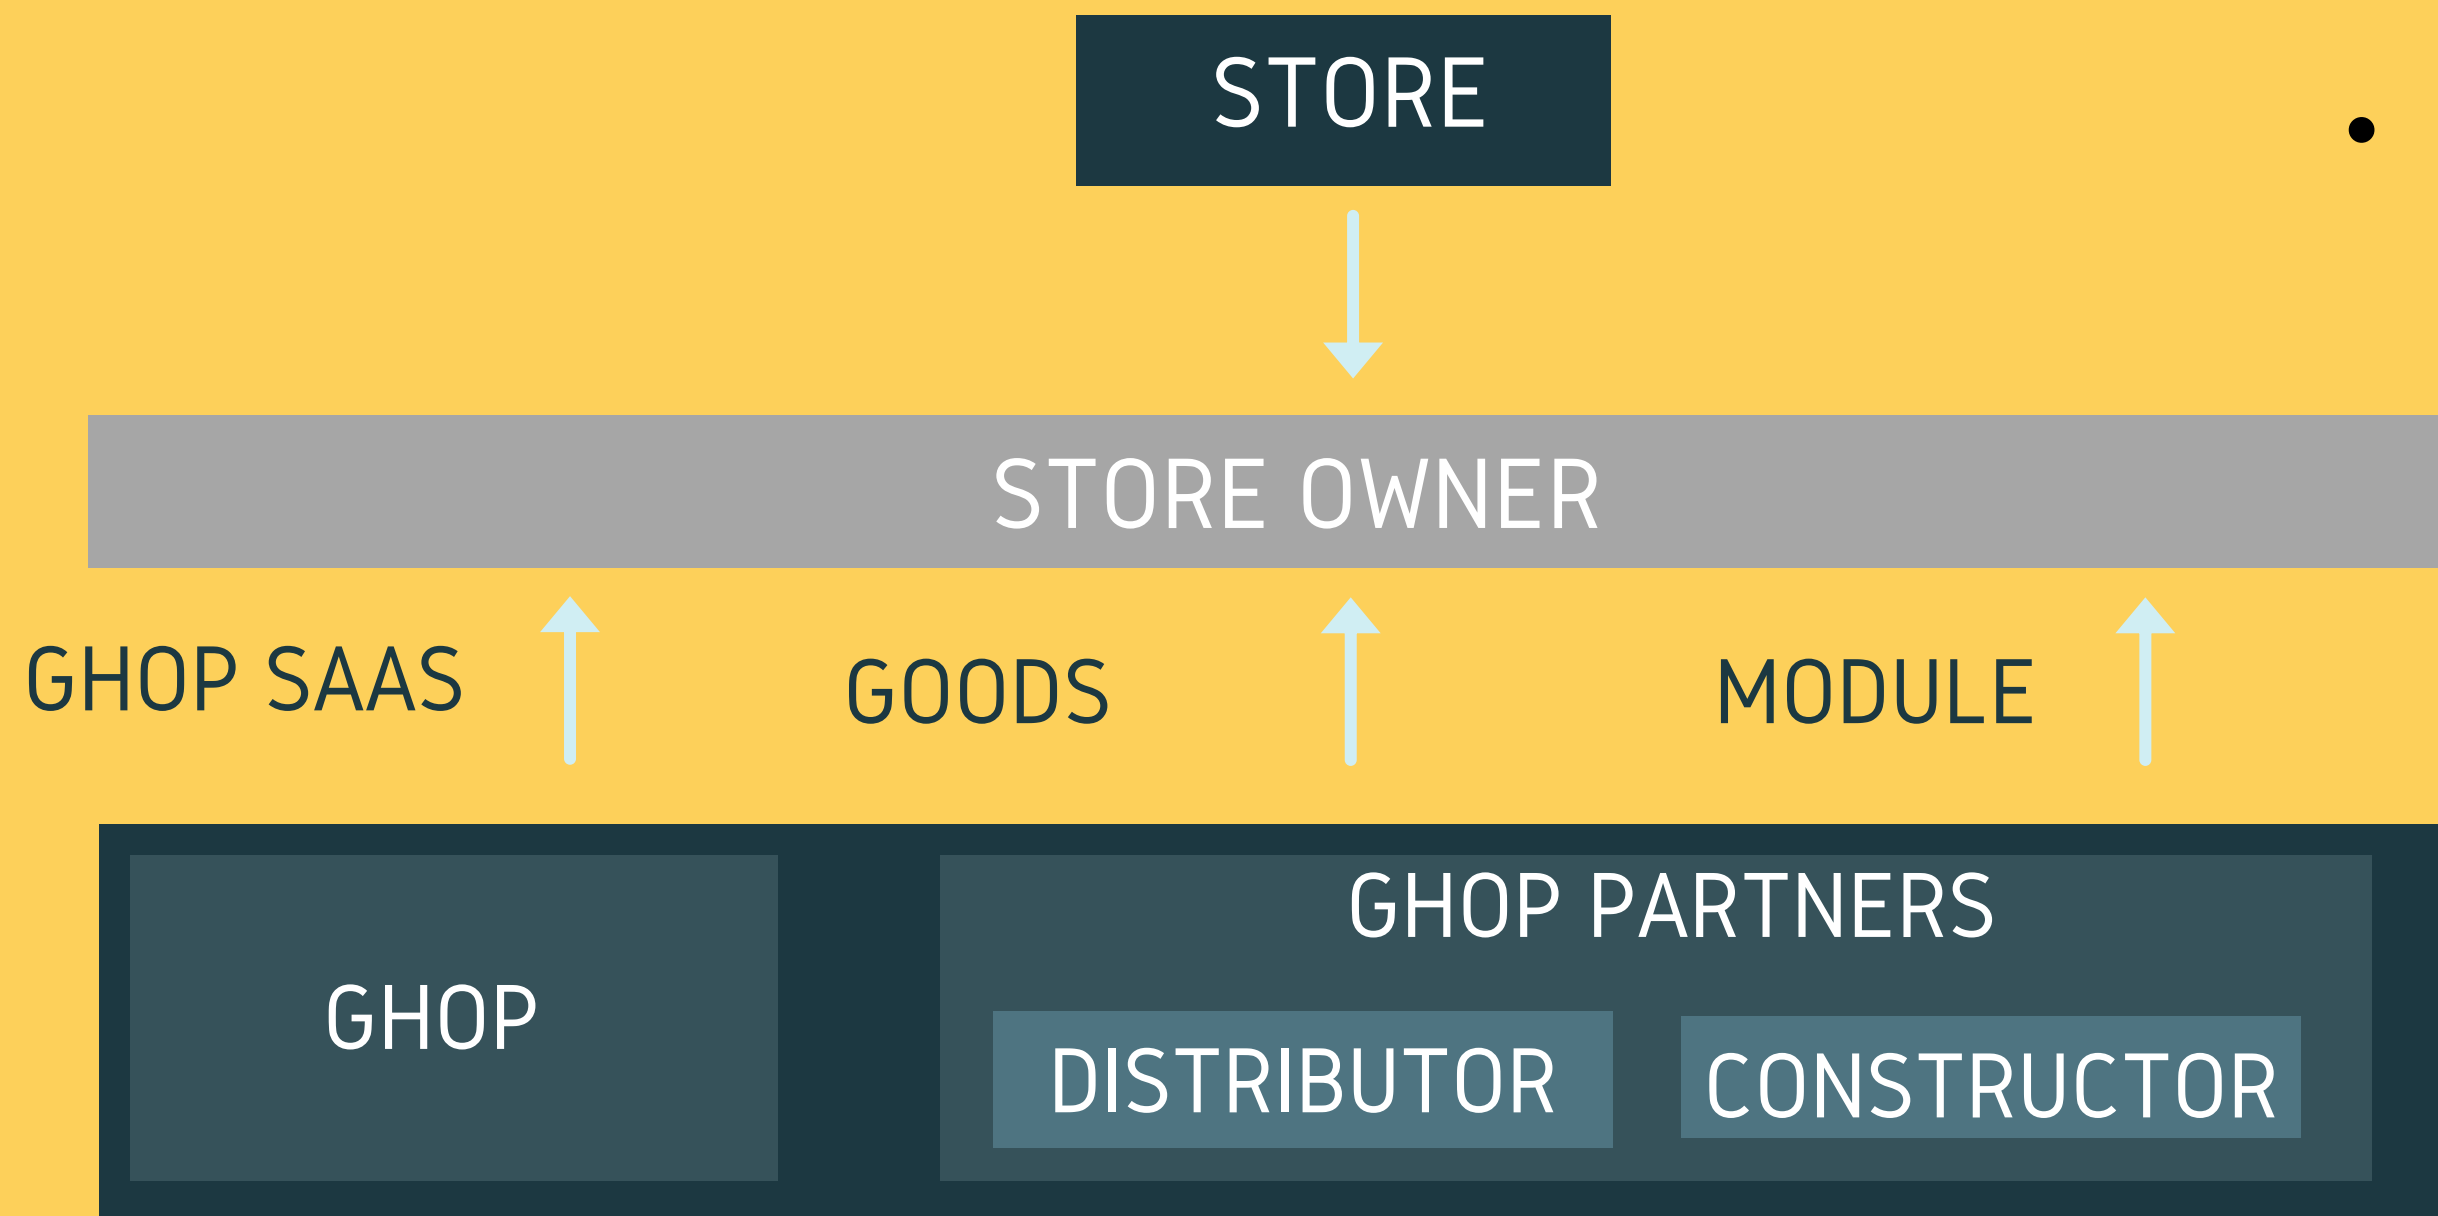 STORE
STORE OWNER
GHOP SAAS
GOODS
MODULE
GHOP PARTNERS
GHOP
DISTRIBUTOR
CONSTRUCTOR